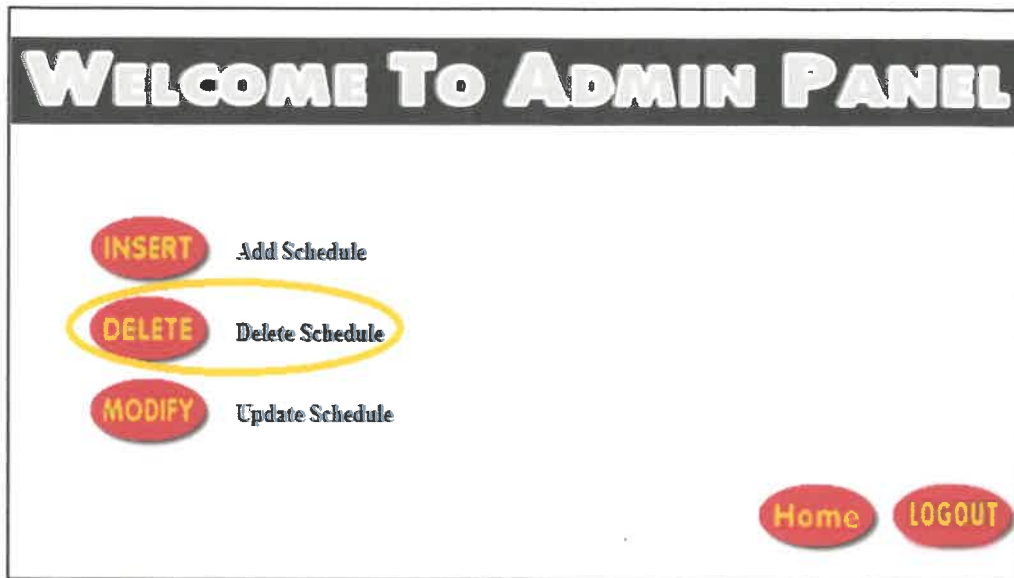 WELCOME TO ADMIN PANEL
INSERT Add Schedule
DELETE Delete Schedule
MODIFY Update Schedule
Home LOGOUT